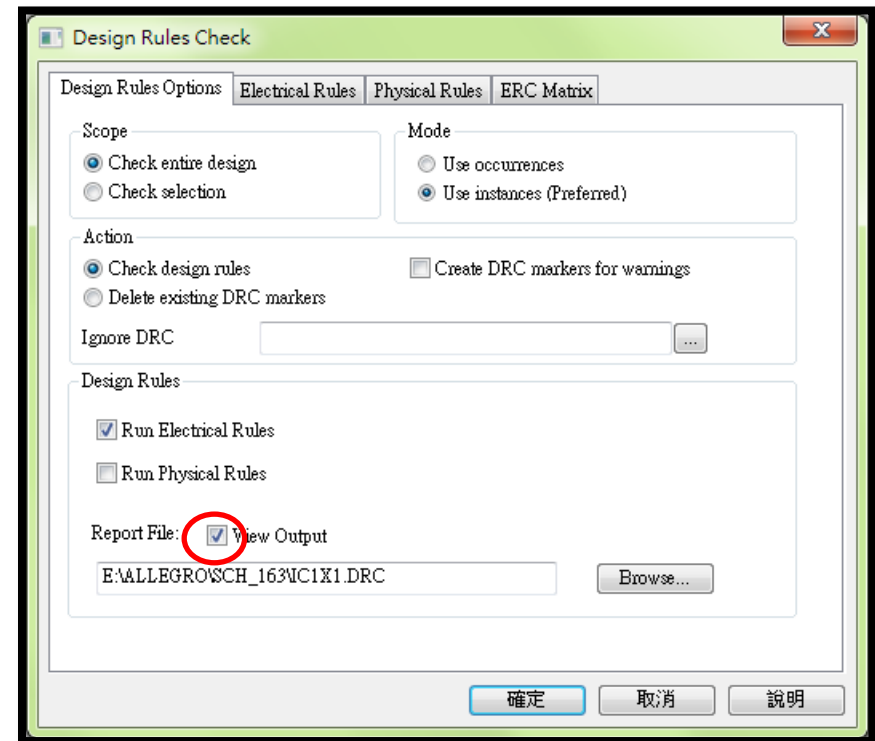 Design Rules Check
X
Design Rules Options Electrical Rules Physical Rules ERC Matrix
Scope
Check entire design
Check selection
Mode
Use occurrences
Use instances (Preferred)
Action
Check design rules
Create DRC markers for warnings
Delete existing DRC markers
Ignore DRC
...
Design Rules
Run Electrical Rules
Run Physical Rules
Report File: View Output
E:\ALLEGRO\SCH_163\IC1X1.DRC
Browse...
確定 取消 說明